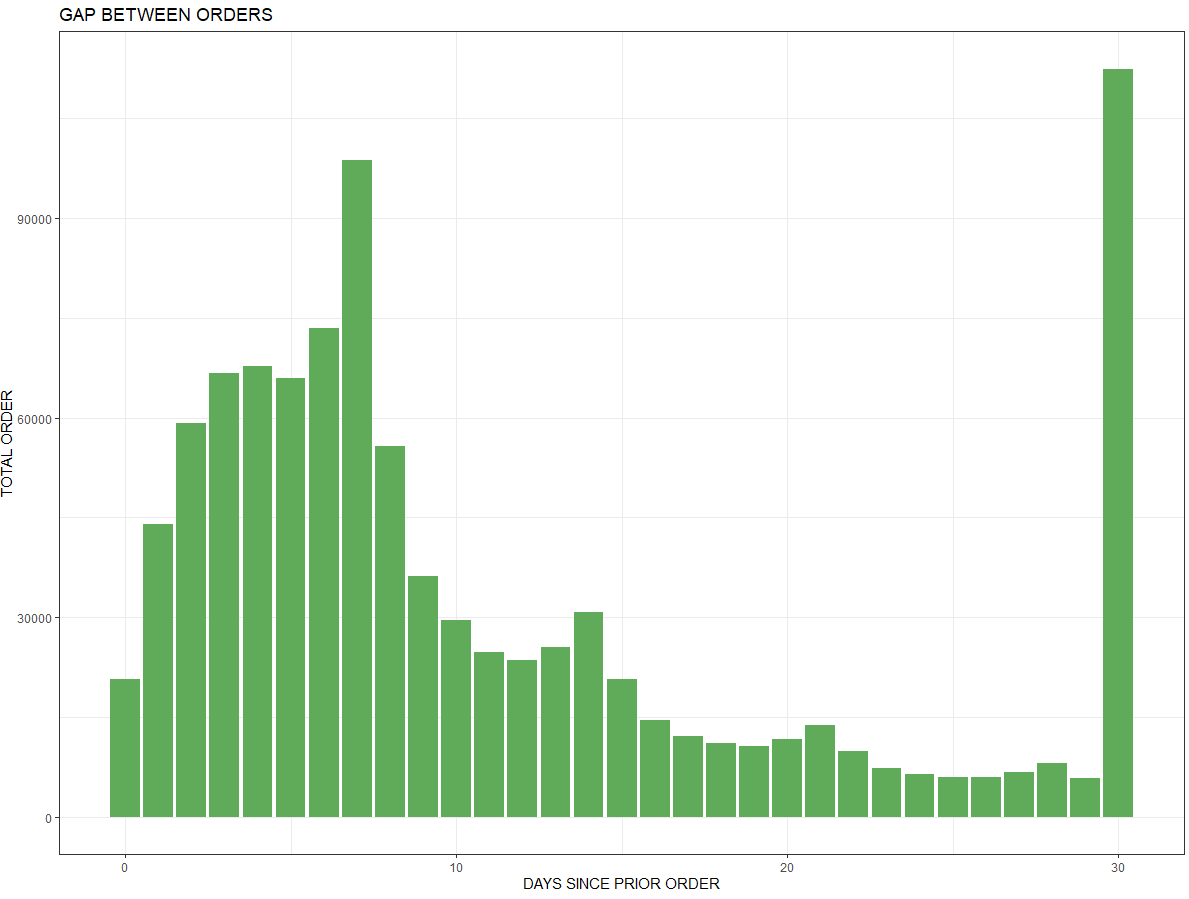 GAP BETWEEN ORDERS
TOTAL ORDER
90000
60000
30000
0
0 10 20 30
DAYS SINCE PRIOR ORDER